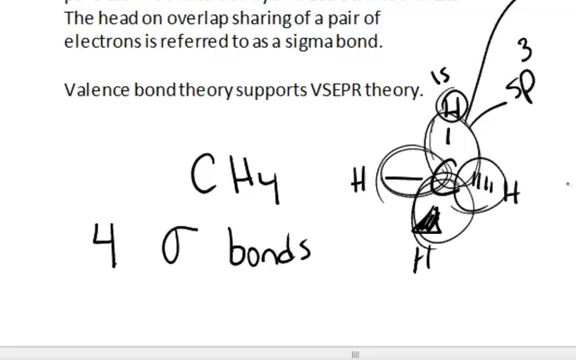 The head on overlap sharing of a pair of
electrons is referred to as a sigma bond.
Valence bond theory supports VSEPR theory.
1s
3
sp
H
CH4
H
C
H
H
4 σ bonds